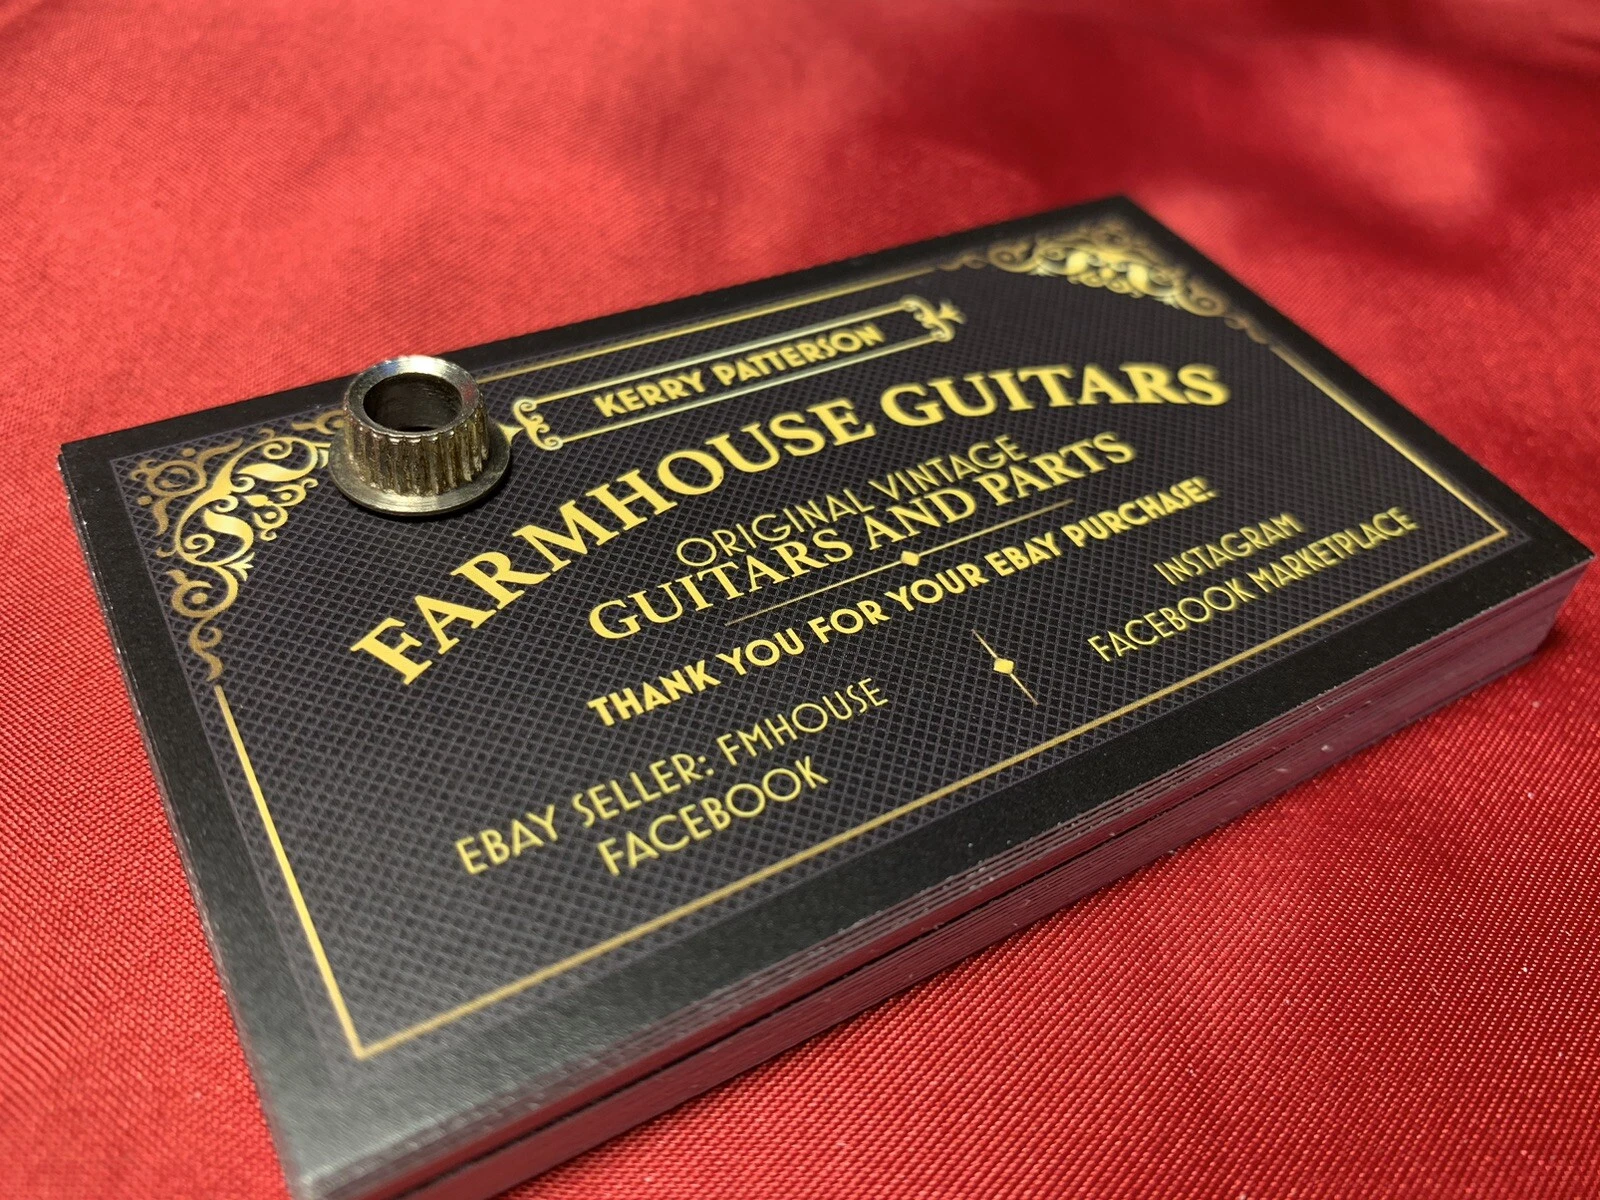 KERRY PATTERSON
FARMHOUSE GUITARS
ORIGINAL VINTAGE
GUITARS AND PARTS
THANK YOU FOR YOUR EBAY PURCHASE!
EBAY SELLER: FMHOUSE
FACEBOOK
INSTAGRAM
FACEBOOK MARKETPLACE